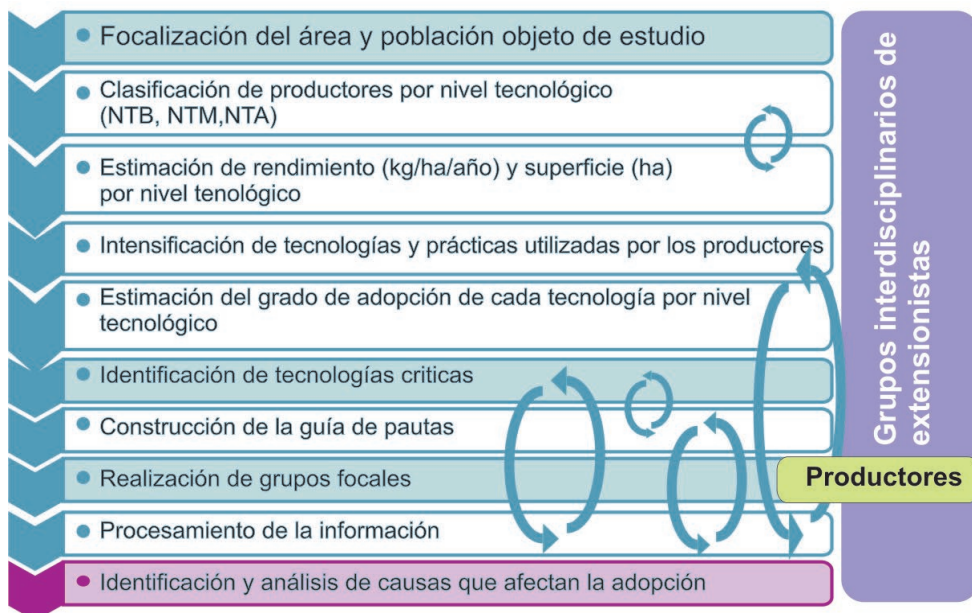 Focalización del área y población objeto de estudio
Clasificación de productores por nivel tecnológico
(NTB, NTM,NTA)
Estimación de rendimiento (kg/ha/año) y superficie (ha)
por nivel tenológico
Intensificación de tecnologías y prácticas utilizadas por los productores
Estimación del grado de adopción de cada tecnología por nivel
tecnológico
Identificación de tecnologías criticas
Construcción de la guía de pautas
Realización de grupos focales
Procesamiento de la información
Identificación y análisis de causas que afectan la adopción
Grupos interdisciplinarios de
extensionistas
Productores